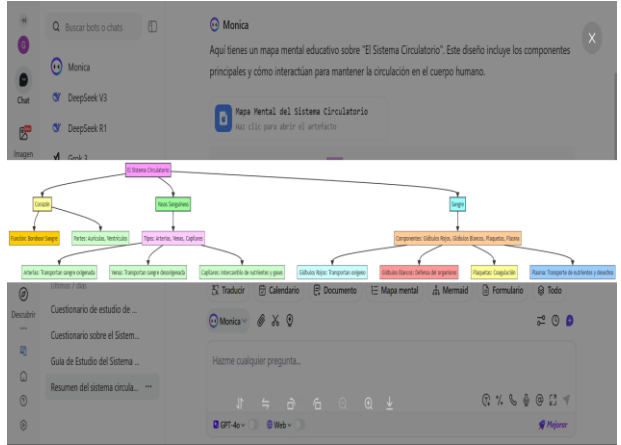 Buscar bots o chats
Monica
DeepSeek V3
DeepSeek R1
Grok 3
Chat
Imagen
Monica
Aquí tienes un mapa mental educativo sobre "El Sistema Circulatorio". Este diseño incluye los componentes
principales y cómo interactúan para mantener la circulación en el cuerpo humano.
Mapa Mental del Sistema Circulatorio
Haz clic para abrir el artefacto
El Sistema Circulatorio
Corazón
Vasos Sanguíneos
Sangre
Función: Bombear Sangre
Partes: Aurículas, Ventrículos
Tipos: Arterias, Venas, Capilares
Componentes: Glóbulos Rojos, Glóbulos Blancos, Plaquetas, Plasma
Arterias: Transportan sangre oxigenada
Venas: Transportan sangre desoxigenada
Capilares: Intercambio de nutrientes y gases
Glóbulos Rojos: Transportan oxígeno
Glóbulos Blancos: Defensa del organismo
Plaquetas: Coagulación
Plasma: Transporte de nutrientes y desechos
Últimos 7 días
Descubrir
Cuestionario de estudio de ...
Cuestionario sobre el Sistem...
Guía de Estudio del Sistema ...
Resumen del sistema circula... ...
Traducir
Calendario
Documento
Mapa mental
Mermaid
Formulario
Todo
Monica
Hazme cualquier pregunta...
GPT-4o
Web
Mejorar